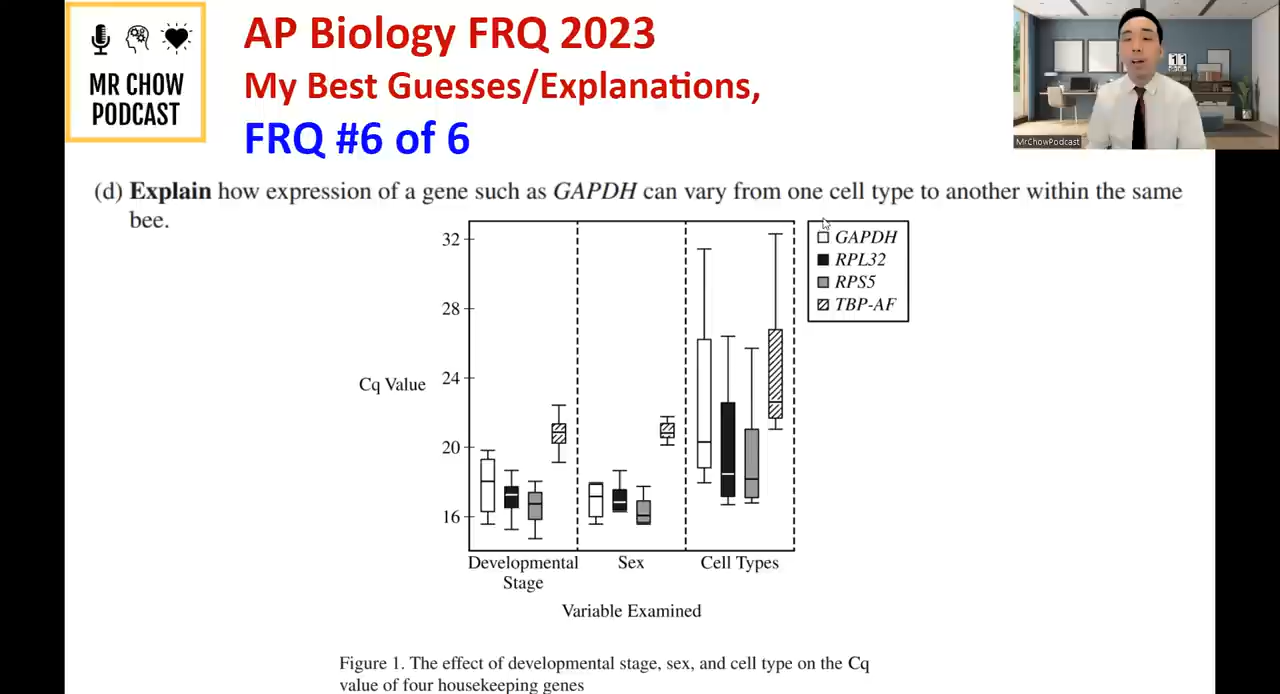 MR CHOW
PODCAST
AP Biology FRQ 2023
My Best Guesses/Explanations,
FRQ #6 of 6
11
MrChowPodcast
(d) Explain how expression of a gene such as GAPDH can vary from one cell type to another within the same
bee.
32
28
24
20
16
Cq Value
GAPDH
RPL32
RPS5
TBP-AF
Developmental
Stage
Sex
Cell Types
Variable Examined
Figure 1. The effect of developmental stage, sex, and cell type on the Cq
value of four housekeeping genes